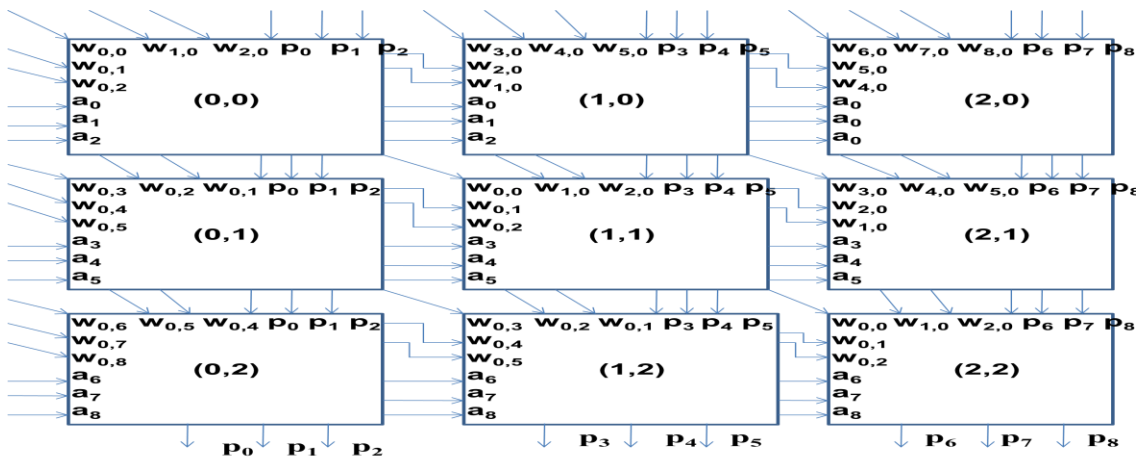 w0,0 w1,0 w2,0 p0 p1 p2 w3,0 w4,0 w5,0 p3 p4 p5 w6,0 w7,0 w8,0 p6 p7 p8
w0,1 w2,0 w5,0
w0,2 w1,0 w4,0
a0 (0,0) a0 (1,0) a0 (2,0)
a1 a1 a0
a2 a2 a0
w0,3 w0,2 w0,1 p0 p1 p2 w0,0 w1,0 w2,0 p3 p4 p5 w3,0 w4,0 w5,0 p6 p7 p8
w0,4 w0,1 w2,0
w0,5 w0,2 w1,0
a3 (0,1) a3 (1,1) a3 (2,1)
a4 a4 a4
a5 a5 a5
w0,6 w0,5 w0,4 p0 p1 p2 w0,3 w0,2 w0,1 p3 p4 p5 w0,0 w1,0 w2,0 p6 p7 p8
w0,7 w0,4 w0,1
w0,8 w0,5 w0,2
a6 (0,2) a6 (1,2) a6 (2,2)
a7 a7 a7
a8 a8 a8
p0 p1 p2 p3 p4 p5 p6 p7 p8